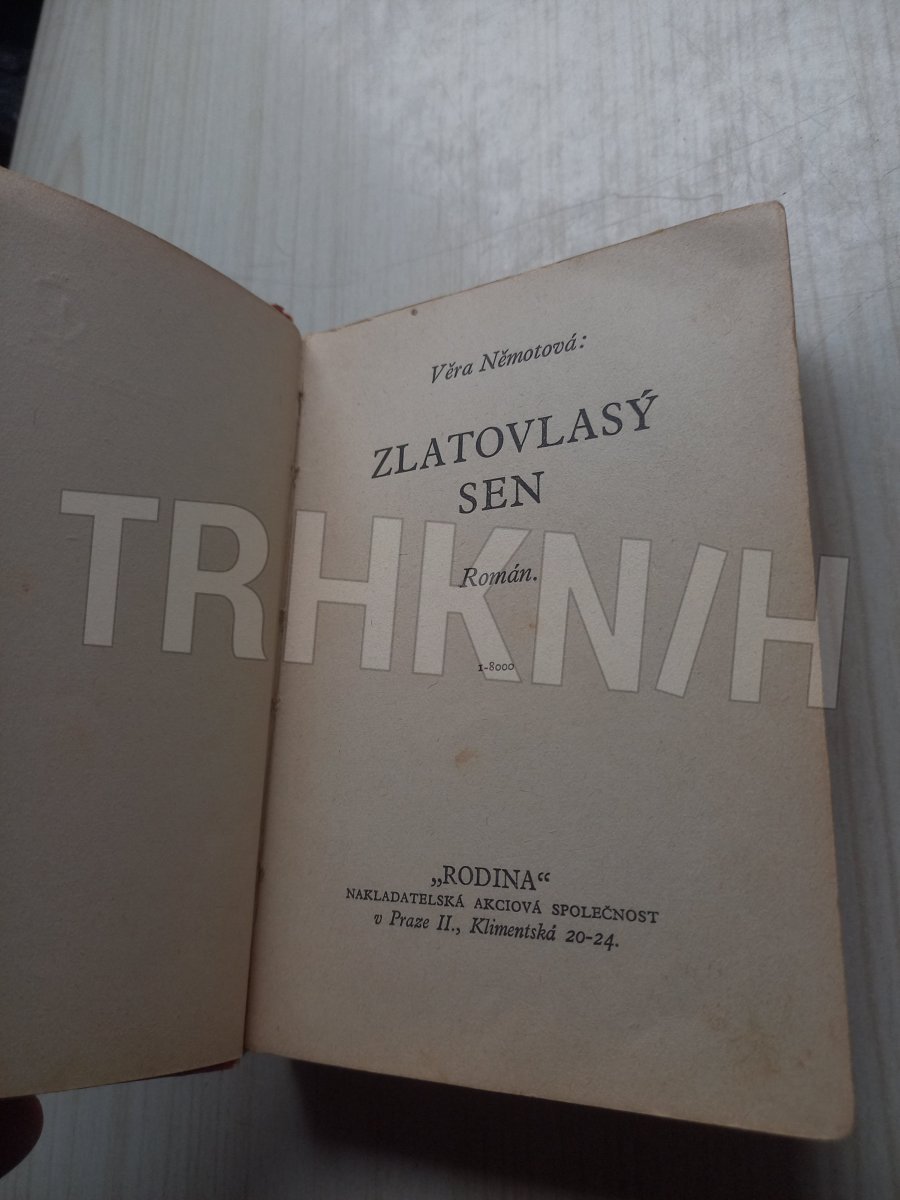 Věra Němotová:
ZLATOVLASÝ
SEN
Román.
TRHKNIH
1-8000
„RODINA“
NAKLADATELSKÁ AKCIOVÁ SPOLEČNOST
v Praze II., Klimentská 20-24.